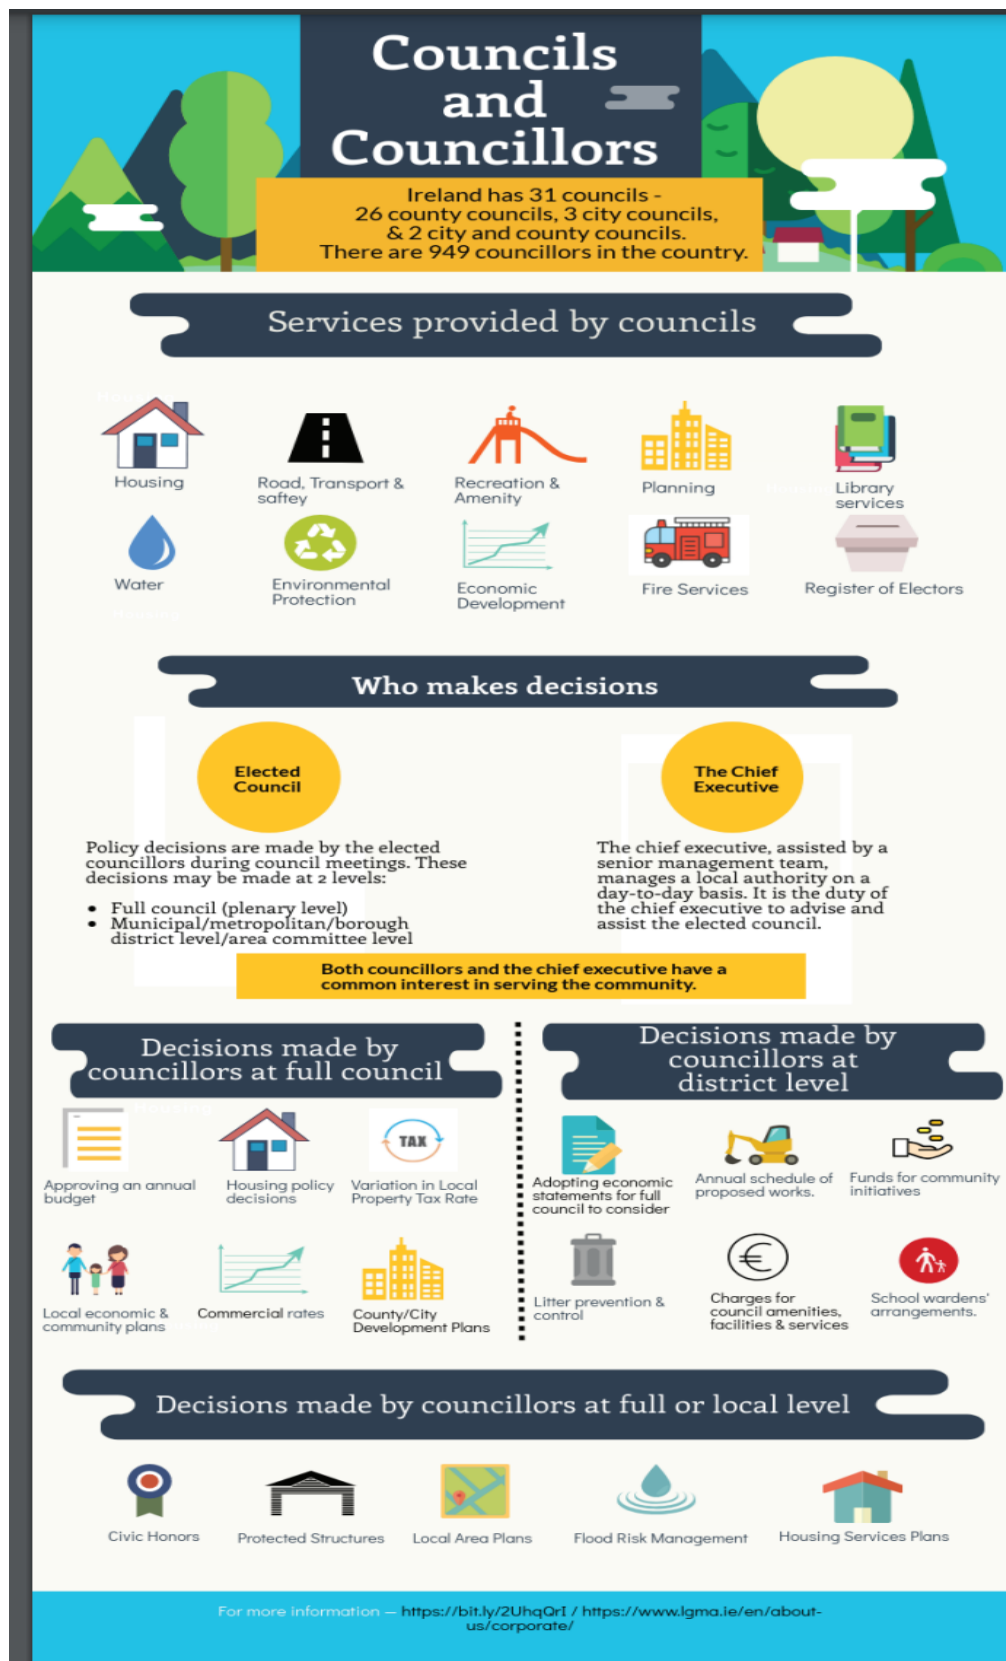 Councils
and
Councillors
Ireland has 31 councils -
26 county councils, 3 city councils,
& 2 city and county councils.
There are 949 councillors in the country.
Services provided by councils
Housing
Housing
Road, Transport &
saftey
Recreation &
Amenity
Planning
Library
services
Water
Environmental
Protection
Economic
Development
Fire Services
Register of Electors
Housing
Who makes decisions
Elected
Council
Policy decisions are made by the elected
councillors during council meetings. These
decisions may be made at 2 levels:
• Full council (plenary level)
• Municipal/metropolitan/borough
district level/area committee level
The Chief
Executive
The chief executive, assisted by a
senior management team,
manages a local authority on a
day-to-day basis. It is the duty of
the chief executive to advise and
assist the elected council.
Both councillors and the chief executive have a
common interest in serving the community.
Decisions made by
councillors at full council
Housing
Approving an annual
budget
Housing policy
decisions
TAX
Variation in Local
Property Tax Rate
Local economic &
community plans
Commercial rates
County/City
Development Plans
Decisions made by
councillors at
district level
Adopting economic
statements for full
council to consider
Annual schedule of
proposed works.
Funds for community
initiatives
Litter prevention &
control
€
Charges for
council amenities,
facilities & services
School wardens'
arrangements.
Decisions made by councillors at full or local level
Civic Honors
Protected Structures
Local Area Plans
Flood Risk Management
Housing Services Plans
For more information – https://bit.ly/2UhqQrI / https://www.lgma.ie/en/about-
us/corporate/